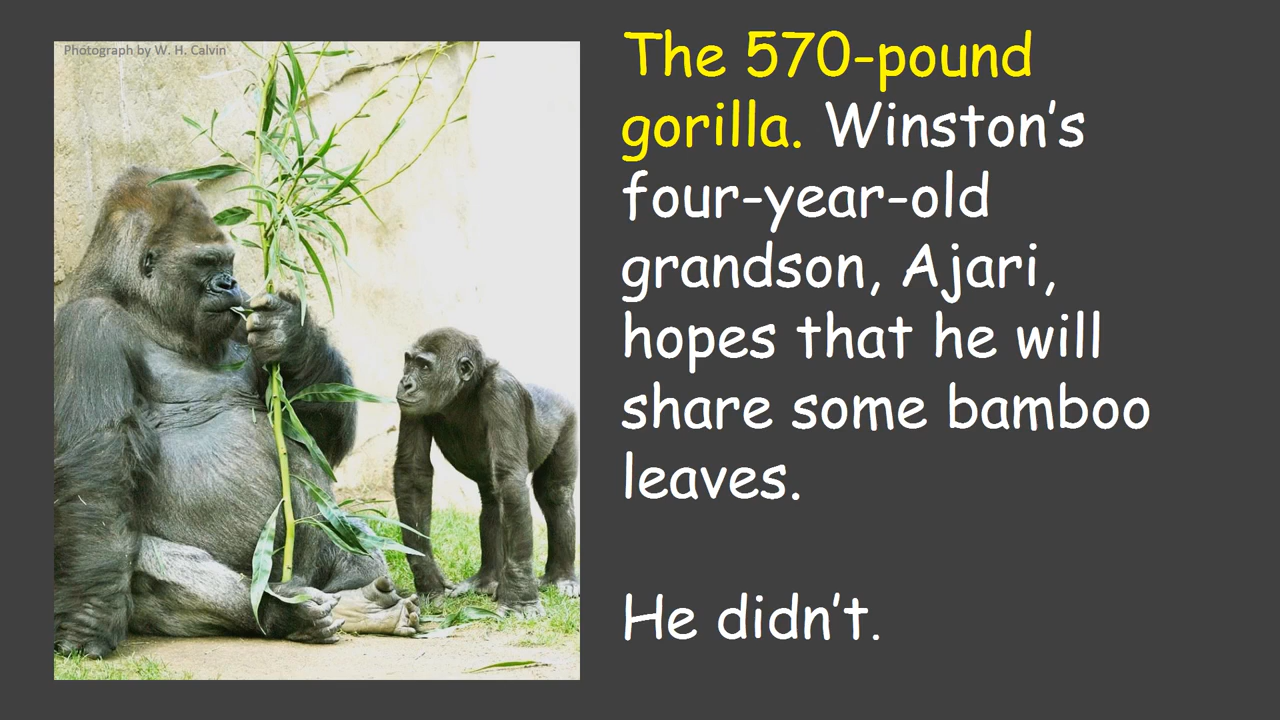 Photograph by W. H. Calvin
The 570-pound
gorilla. Winston’s
four-year-old
grandson, Ajari,
hopes that he will
share some bamboo
leaves.
He didn’t.